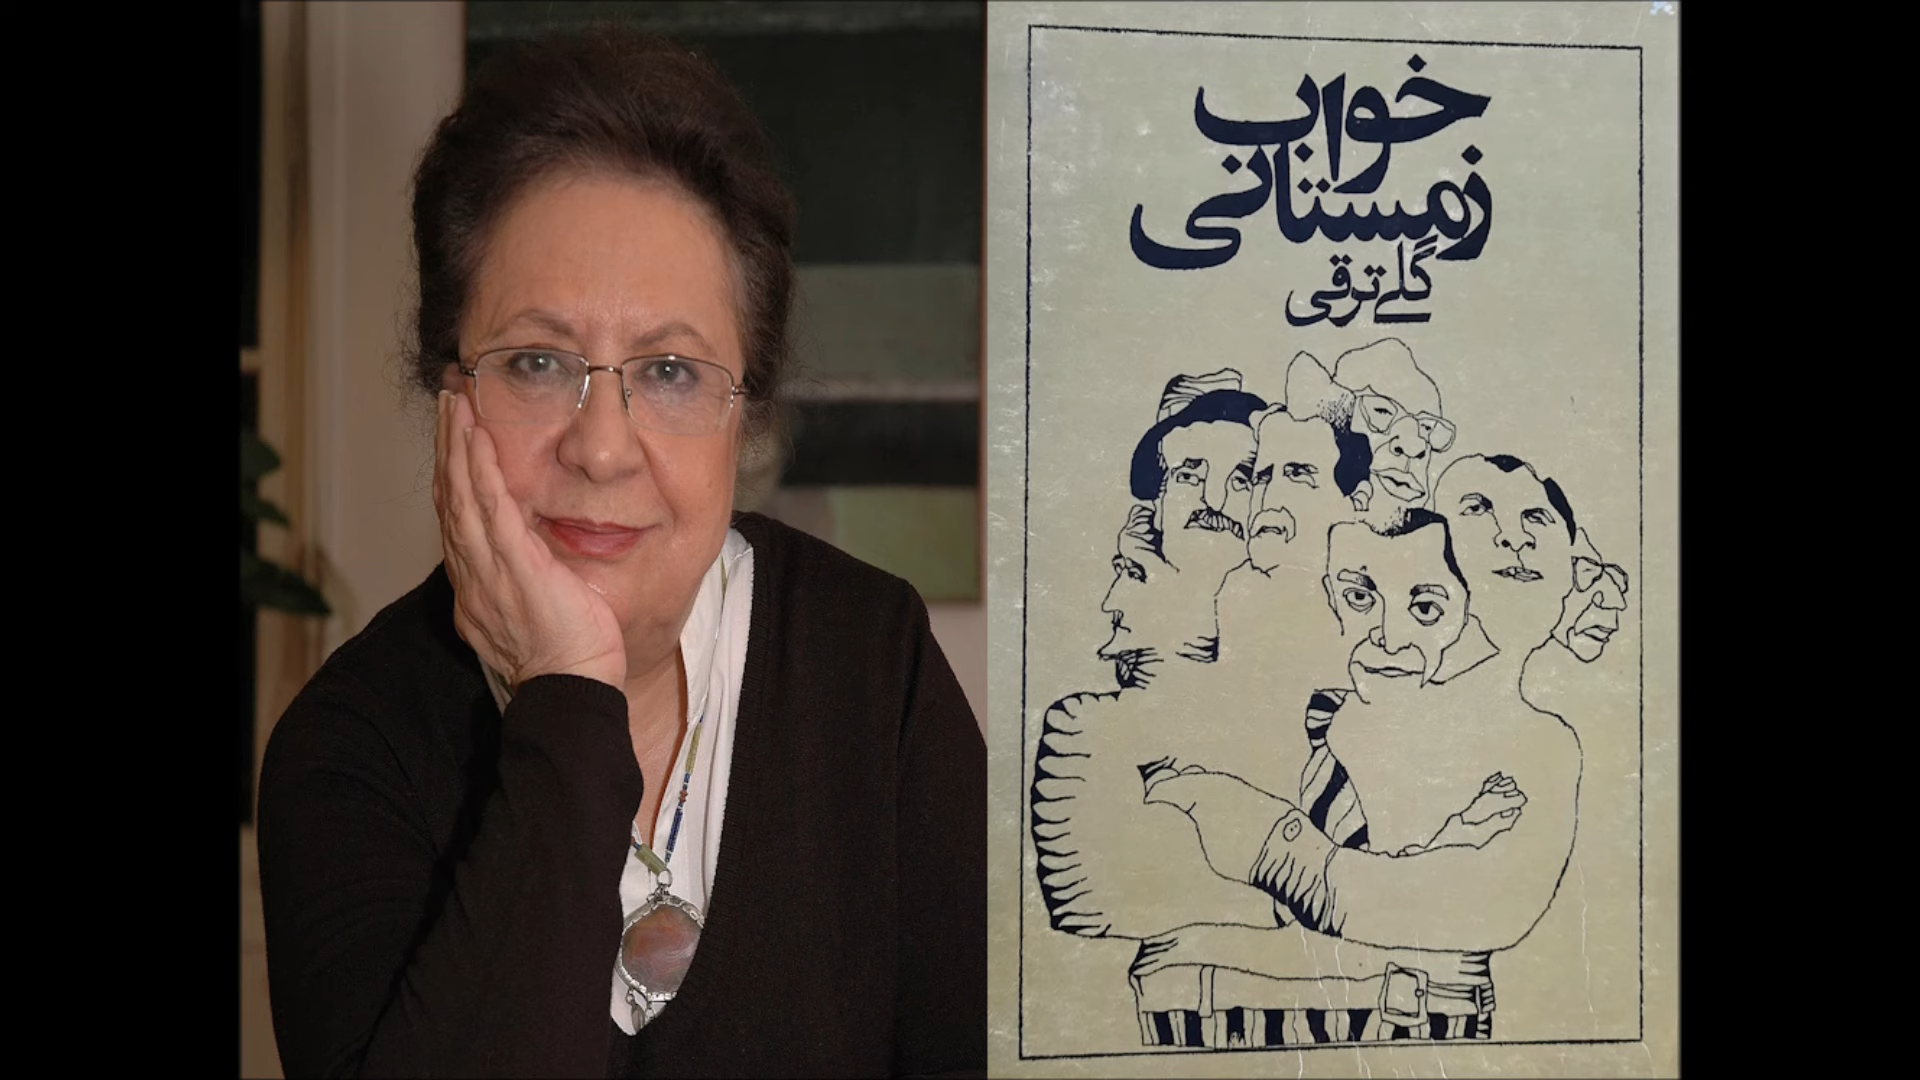 خواب
زمستانی
گلی ترقی